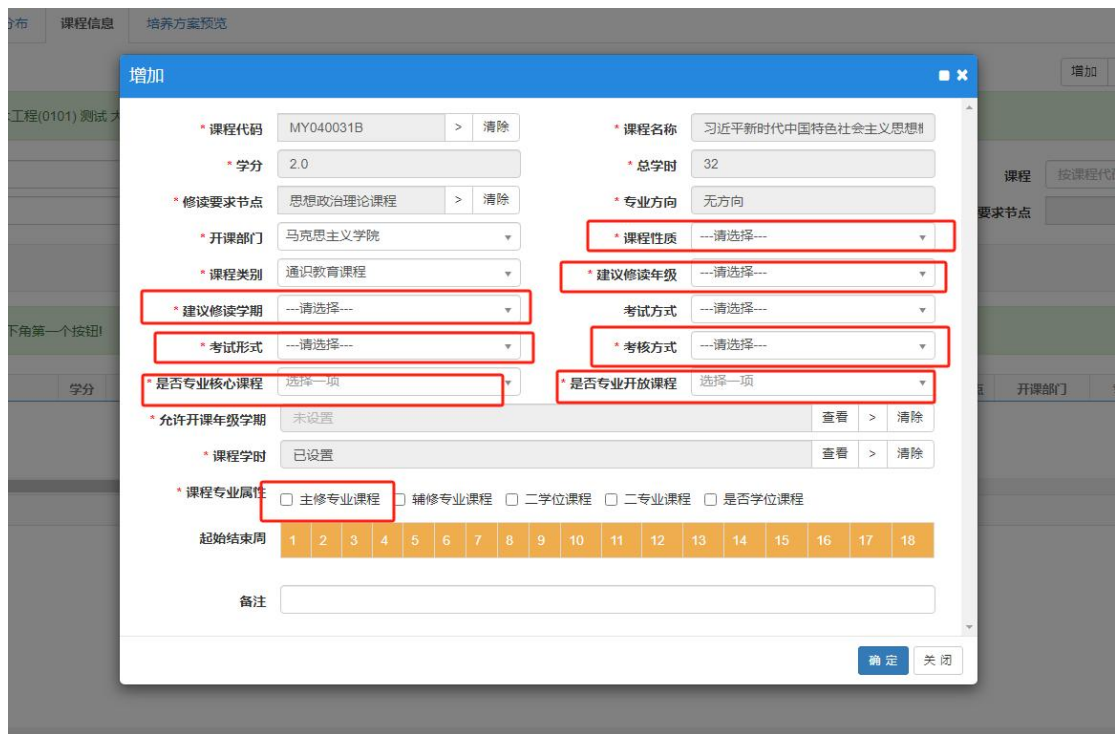 分布 课程信息 培养方案预览
增加
增加
工程(0101) 测试 大
* 课程代码 MY040031B > 清除 * 课程名称 习近平新时代中国特色社会主义思想
* 学分 2.0 * 总学时 32
课程 按课程代
* 修读要求节点 思想政治理论课程 > 清除 * 专业方向 无方向
要求节点
* 开课部门 马克思主义学院 * 课程性质 ---请选择---
* 课程类别 通识教育课程 * 建议修读年级 ---请选择---
* 建议修读学期 ---请选择--- 考试方式 ---请选择---
下角第一个按钮!
* 考试形式 ---请选择--- * 考核方式 ---请选择---
* 是否专业核心课程 选择一项 * 是否专业开放课程 选择一项
学分 开课部门
* 允许开课年级学期 未设置 查看 > 清除
* 课程学时 已设置 查看 > 清除
* 课程专业属性 主修专业课程 辅修专业课程 二学位课程 二专业课程 是否学位课程
起始结束周 1 2 3 4 5 6 7 8 9 10 11 12 13 14 15 16 17 18
备注
确定 关闭